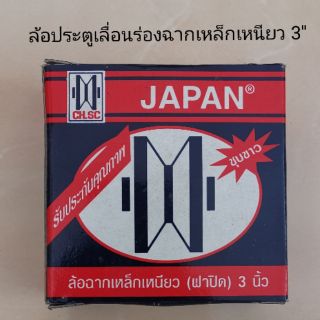 ล้อประตูเลื่อนร่องฉากเหล็กเหนียว 3"
CH.SC
JAPAN®
รับประกันคุณภาพ
ชุบขาว
ล้อฉากเหล็กเหนียว (ฝาปิด) 3 นิ้ว